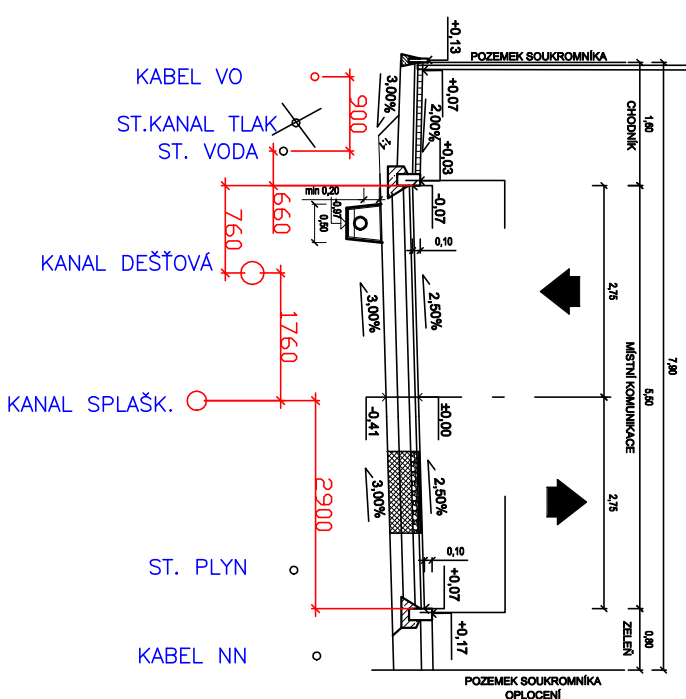 +0,13
POZEMEK SOUKROMNÍKA
KABEL VO
900
3,00%
+0,07
2,00%
CHODNÍK
1,60
ST.KANAL TLAK
ST. VODA
+0,03
min 0,20
-0,07
660
760
-0,97
0,50
0,10
KANAL DEŠŤOVÁ
3,00%
2,50%
2,75
1760
MÍSTNÍ KOMUNIKACE
7,90
5,50
KANAL SPLAŠK.
-0,41
±0,00
2900
3,00%
2,50%
2,75
0,10
ST. PLYN
+0,07
+0,17
ZELEŇ
0,80
KABEL NN
POZEMEK SOUKROMNÍKA
OPLOCENÍ